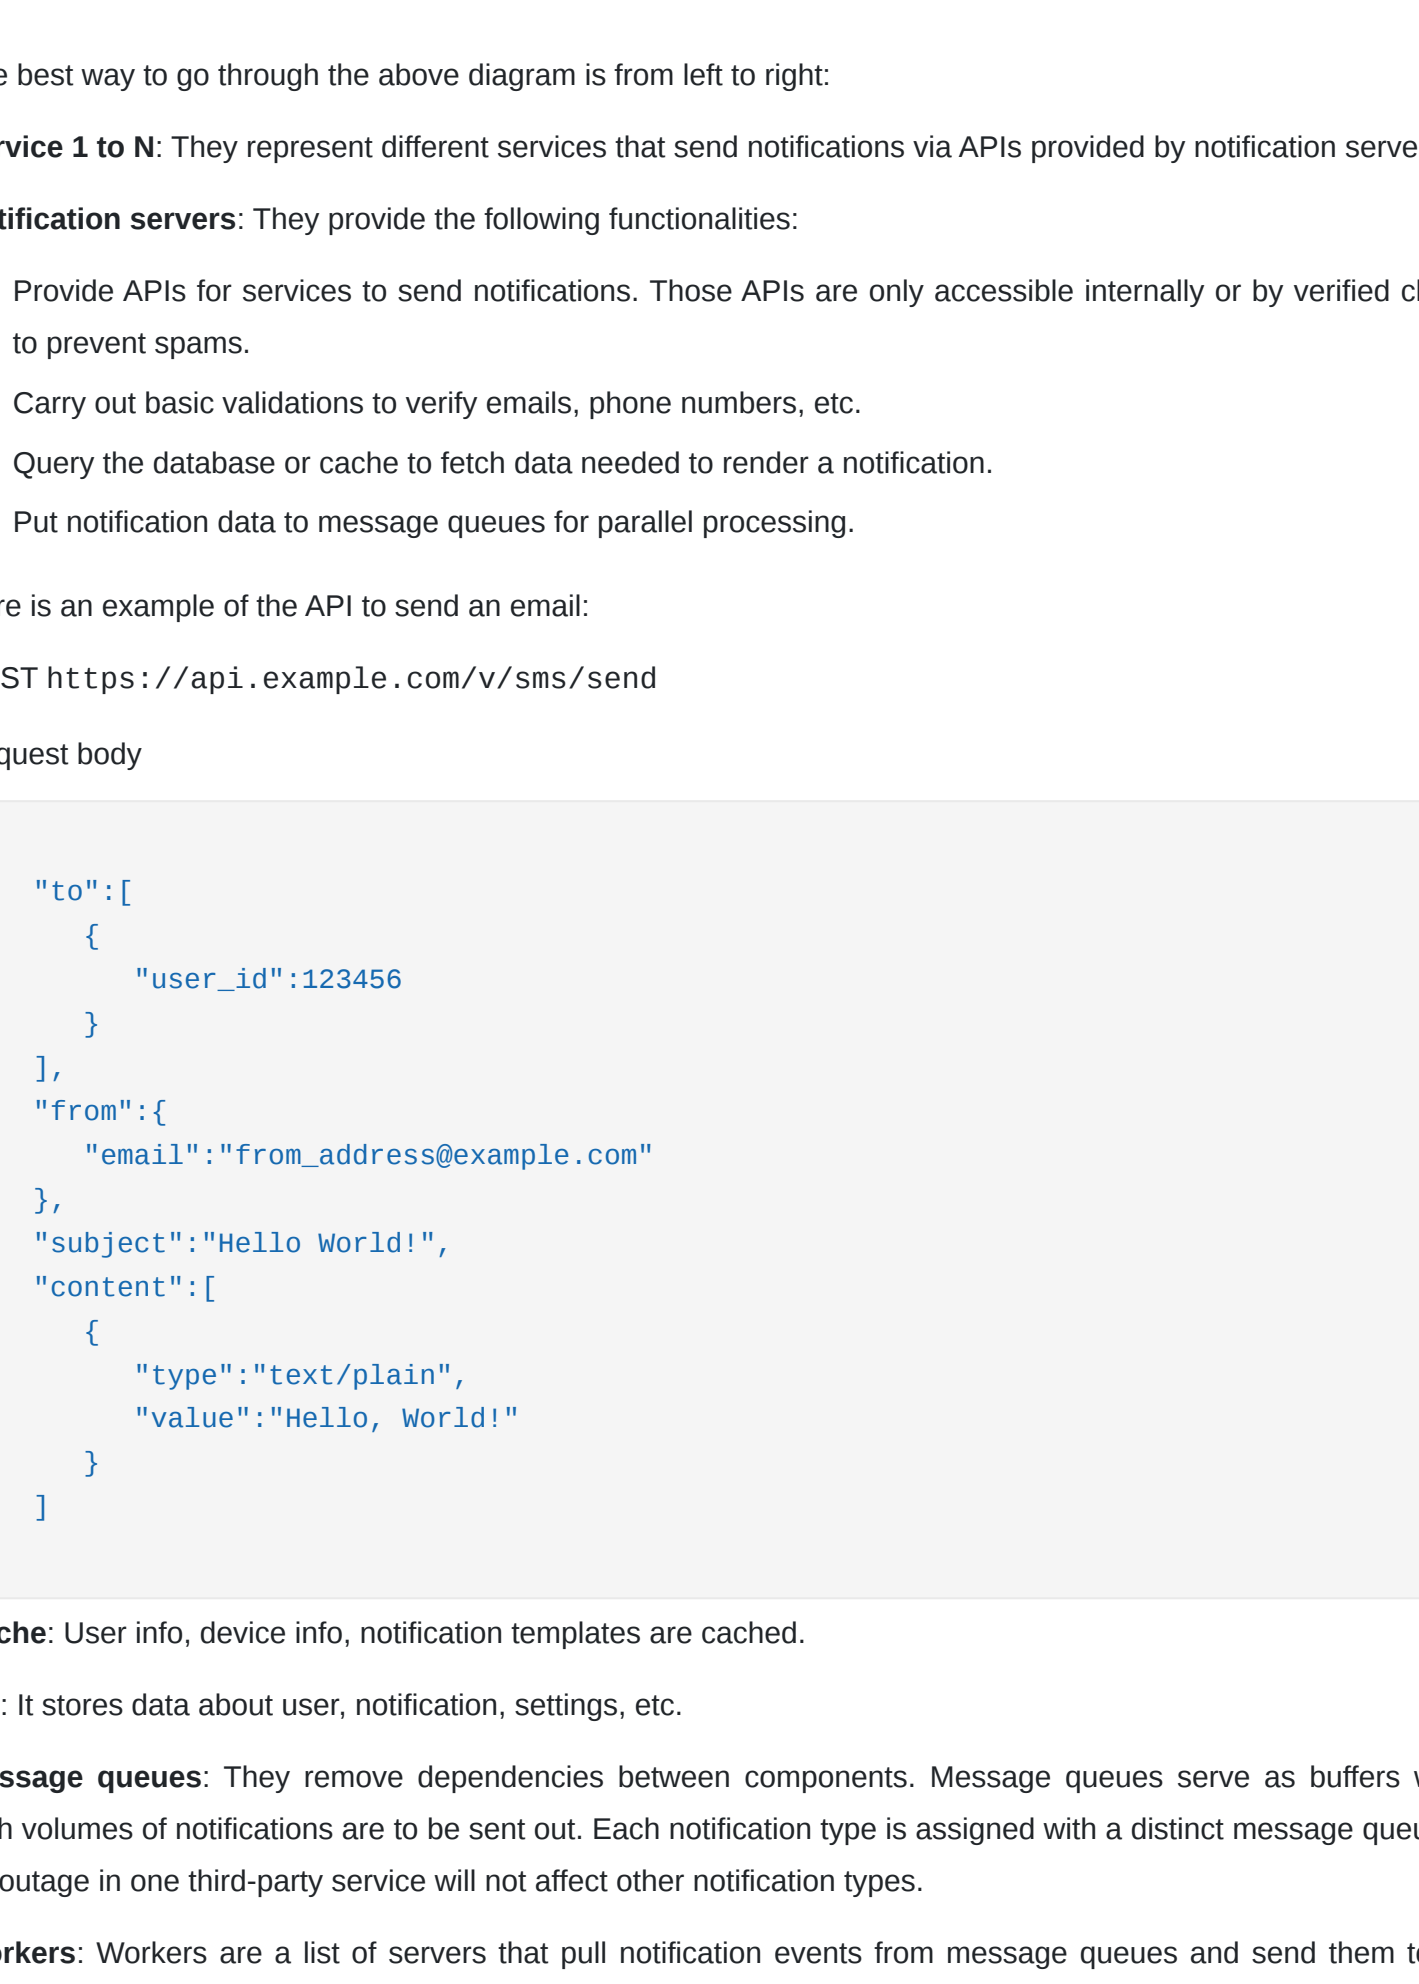 e best way to go through the above diagram is from left to right:
rvice 1 to N: They represent different services that send notifications via APIs provided by notification serve
tification servers: They provide the following functionalities:
Provide APIs for services to send notifications. Those APIs are only accessible internally or by verified cl
to prevent spams.
Carry out basic validations to verify emails, phone numbers, etc.
Query the database or cache to fetch data needed to render a notification.
Put notification data to message queues for parallel processing.
re is an example of the API to send an email:
ST https://api.example.com/v/sms/send
quest body
"to":[
{
"user_id":123456
}
],
"from":{
"email":"from_address@example.com"
},
"subject":"Hello World!",
"content":[
{
"type":"text/plain",
"value":"Hello, World!"
}
]
che: User info, device info, notification templates are cached.
: It stores data about user, notification, settings, etc.
ssage queues: They remove dependencies between components. Message queues serve as buffers w
h volumes of notifications are to be sent out. Each notification type is assigned with a distinct message queu
outage in one third-party service will not affect other notification types.
rkers: Workers are a list of servers that pull notification events from message queues and send them to